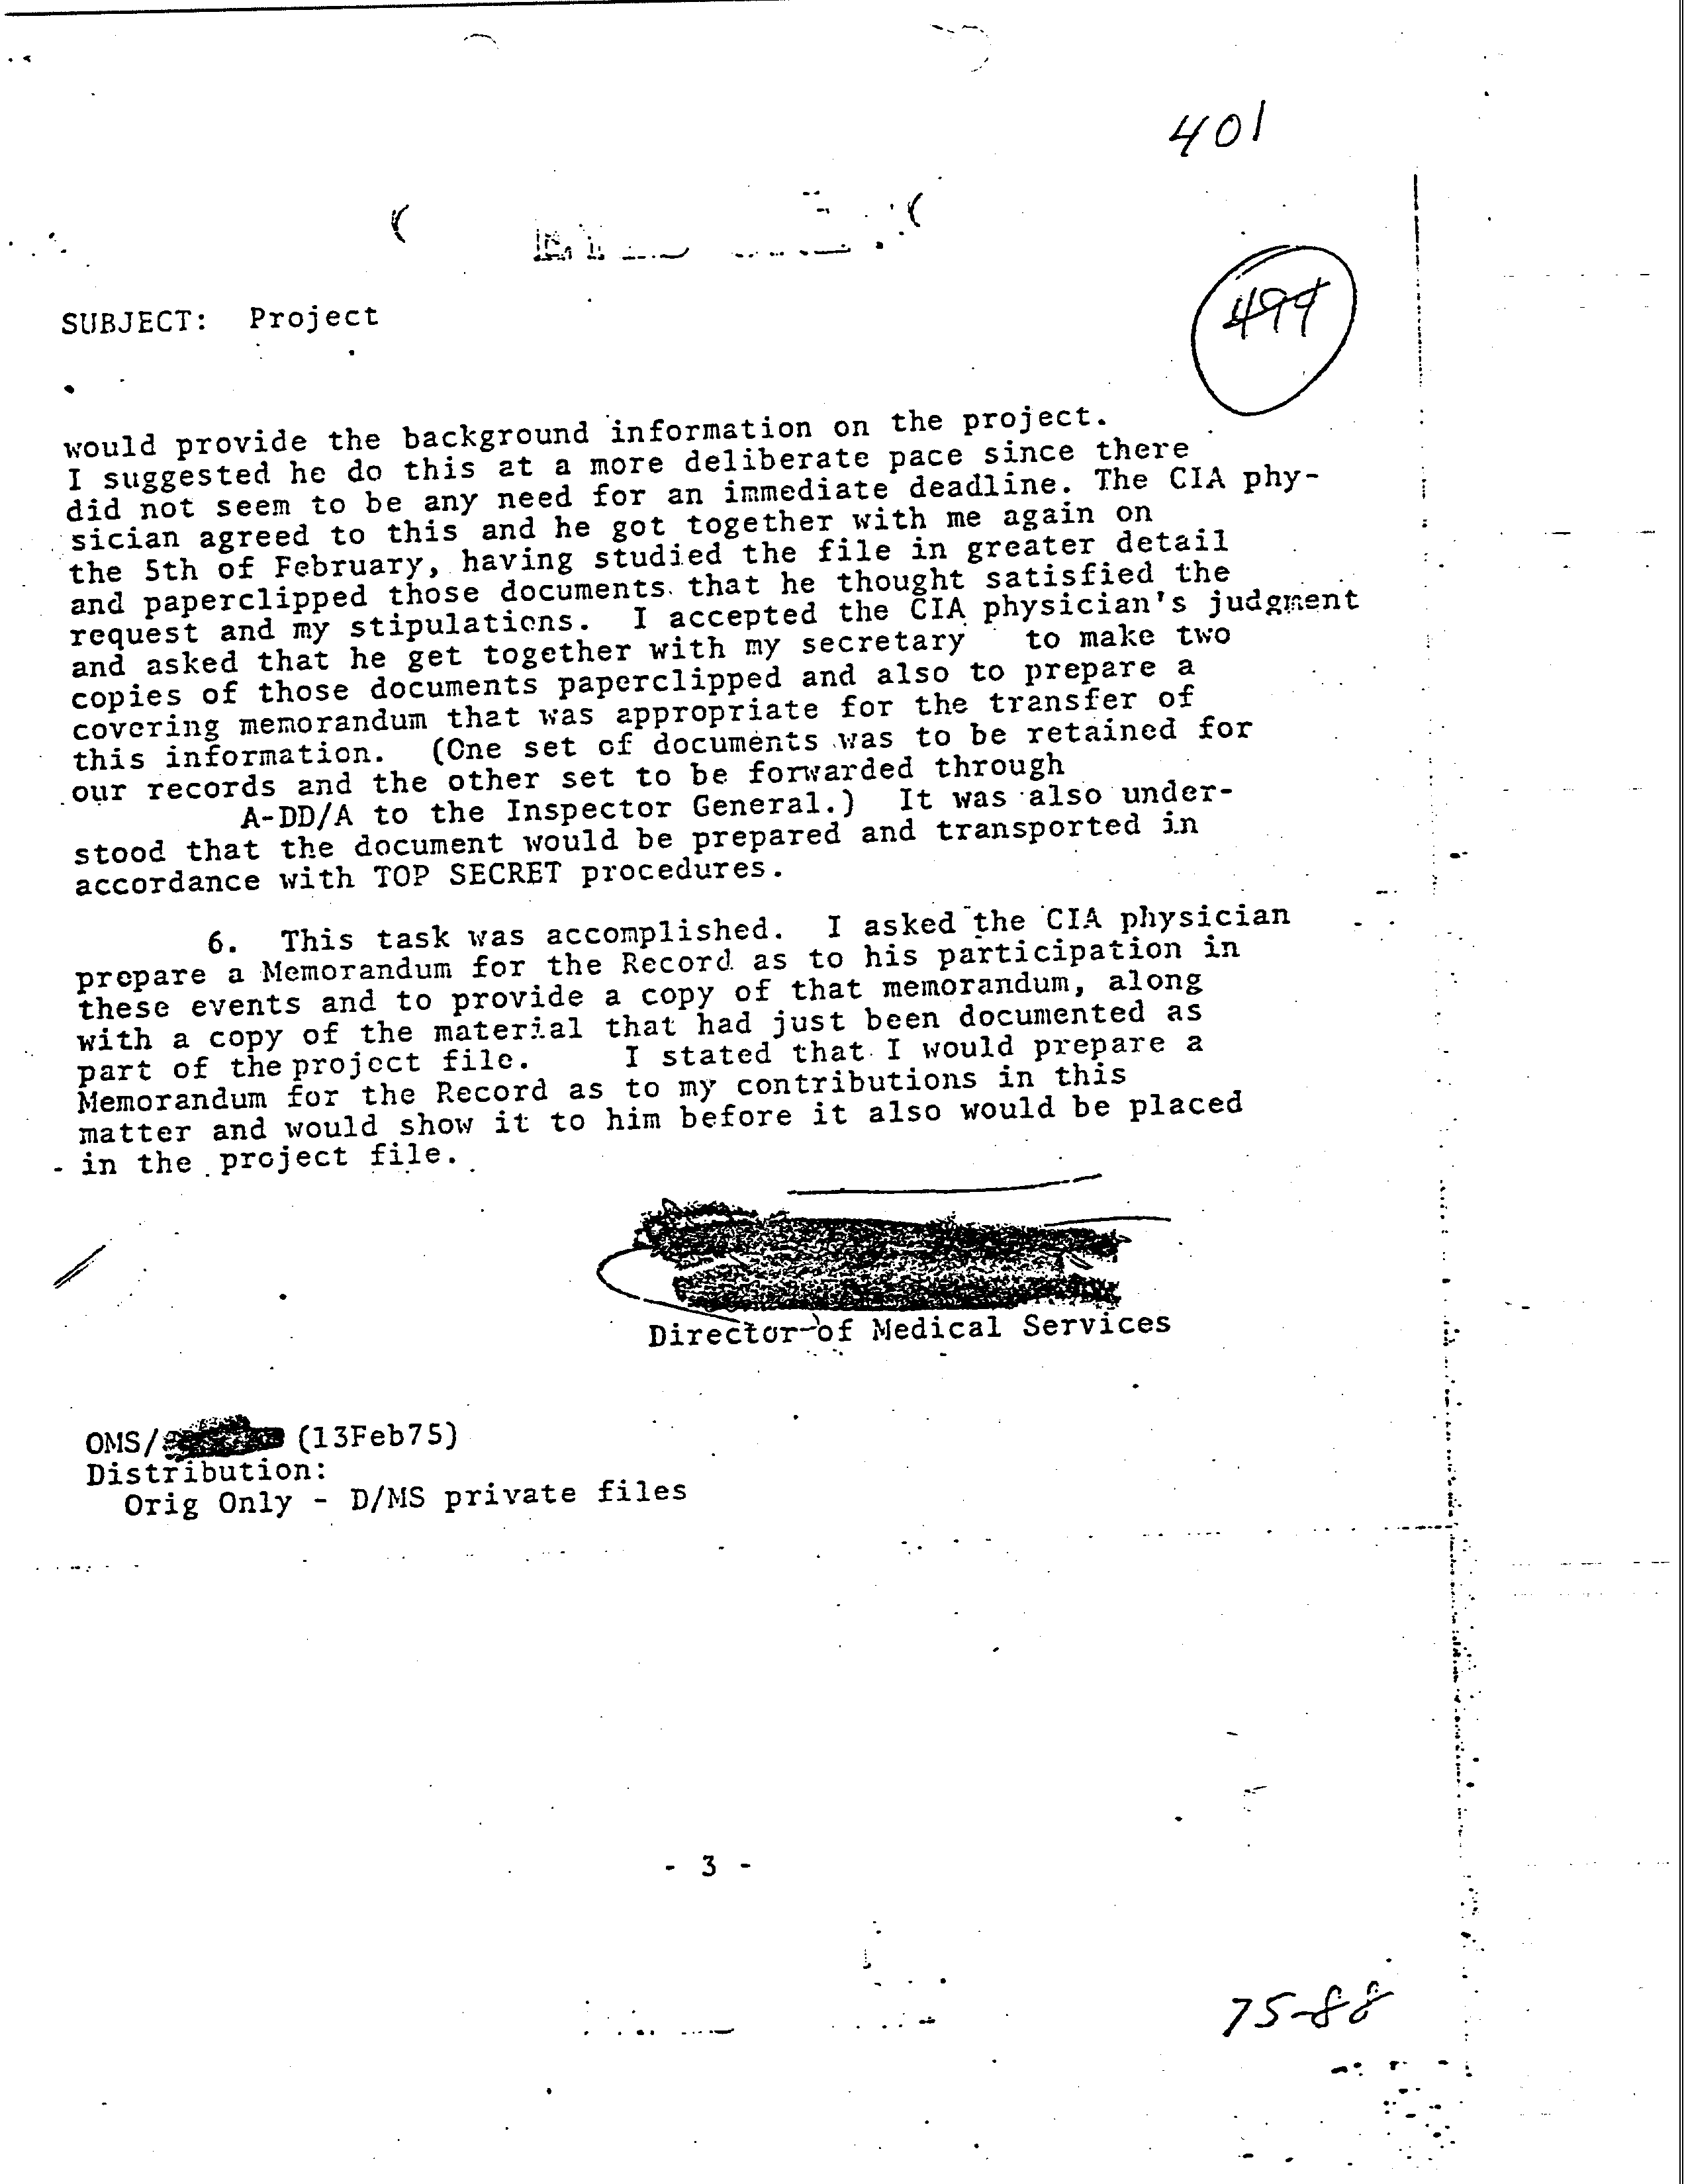 401
499
SUBJECT: Project
would provide the background information on the project.
I suggested he do this at a more deliberate pace since there
did not seem to be any need for an immediate deadline. The CIA phy-
sician agreed to this and he got together with me again on
the 5th of February, having studied the file in greater detail
and paperclipped those documents that he thought satisfied the
request and my stipulations. I accepted the CIA physician's judgment
and asked that he get together with my secretary to make two
copies of those documents paperclipped and also to prepare a
covering memorandum that was appropriate for the transfer of
this information. (One set of documents was to be retained for
our records and the other set to be forwarded through
A-DD/A to the Inspector General.) It was also under-
stood that the document would be prepared and transported in
accordance with TOP SECRET procedures.
6. This task was accomplished. I asked the CIA physician
prepare a Memorandum for the Record as to his participation in
these events and to provide a copy of that memorandum, along
with a copy of the material that had just been documented as
part of the project file. I stated that I would prepare a
Memorandum for the Record as to my contributions in this
matter and would show it to him before it also would be placed
in the project file.
Director of Medical Services
OMS/ (13Feb75)
Distribution:
Orig Only - D/MS private files
- 3 -
75-88